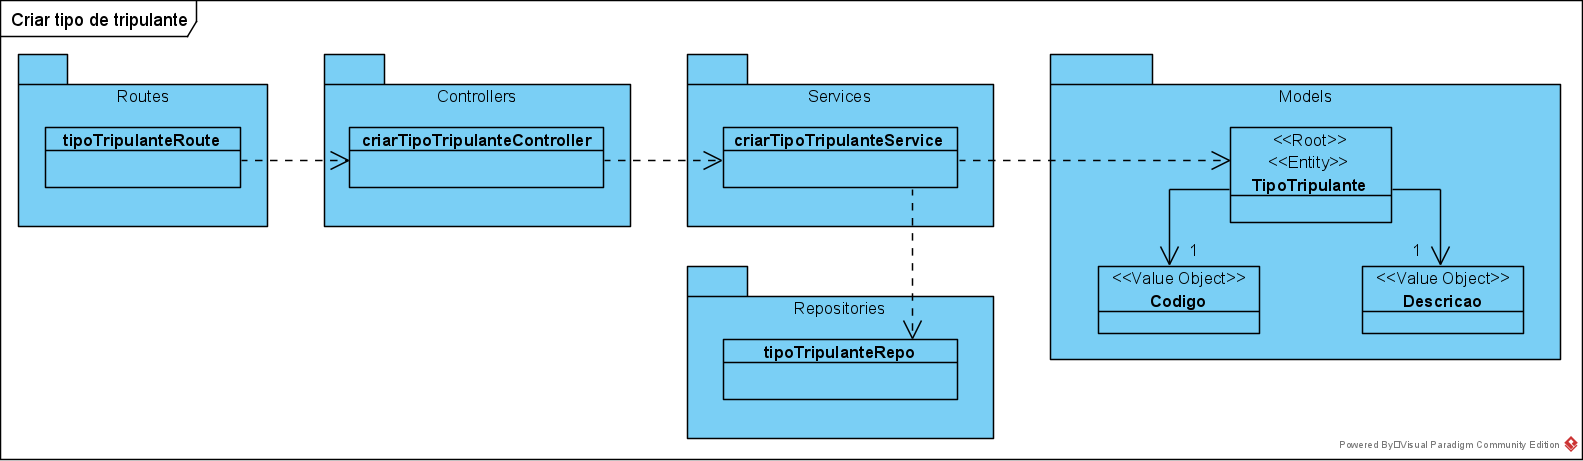 Criar tipo de tripulante
Routes
tipoTripulanteRoute
Controllers
criarTipoTripulanteController
Services
criarTipoTripulanteService
Repositories
tipoTripulanteRepo
Models
<<Root>>
<<Entity>>
TipoTripulante
1
1
<<Value Object>>
Codigo
<<Value Object>>
Descricao
Powered By□Visual Paradigm Community Edition